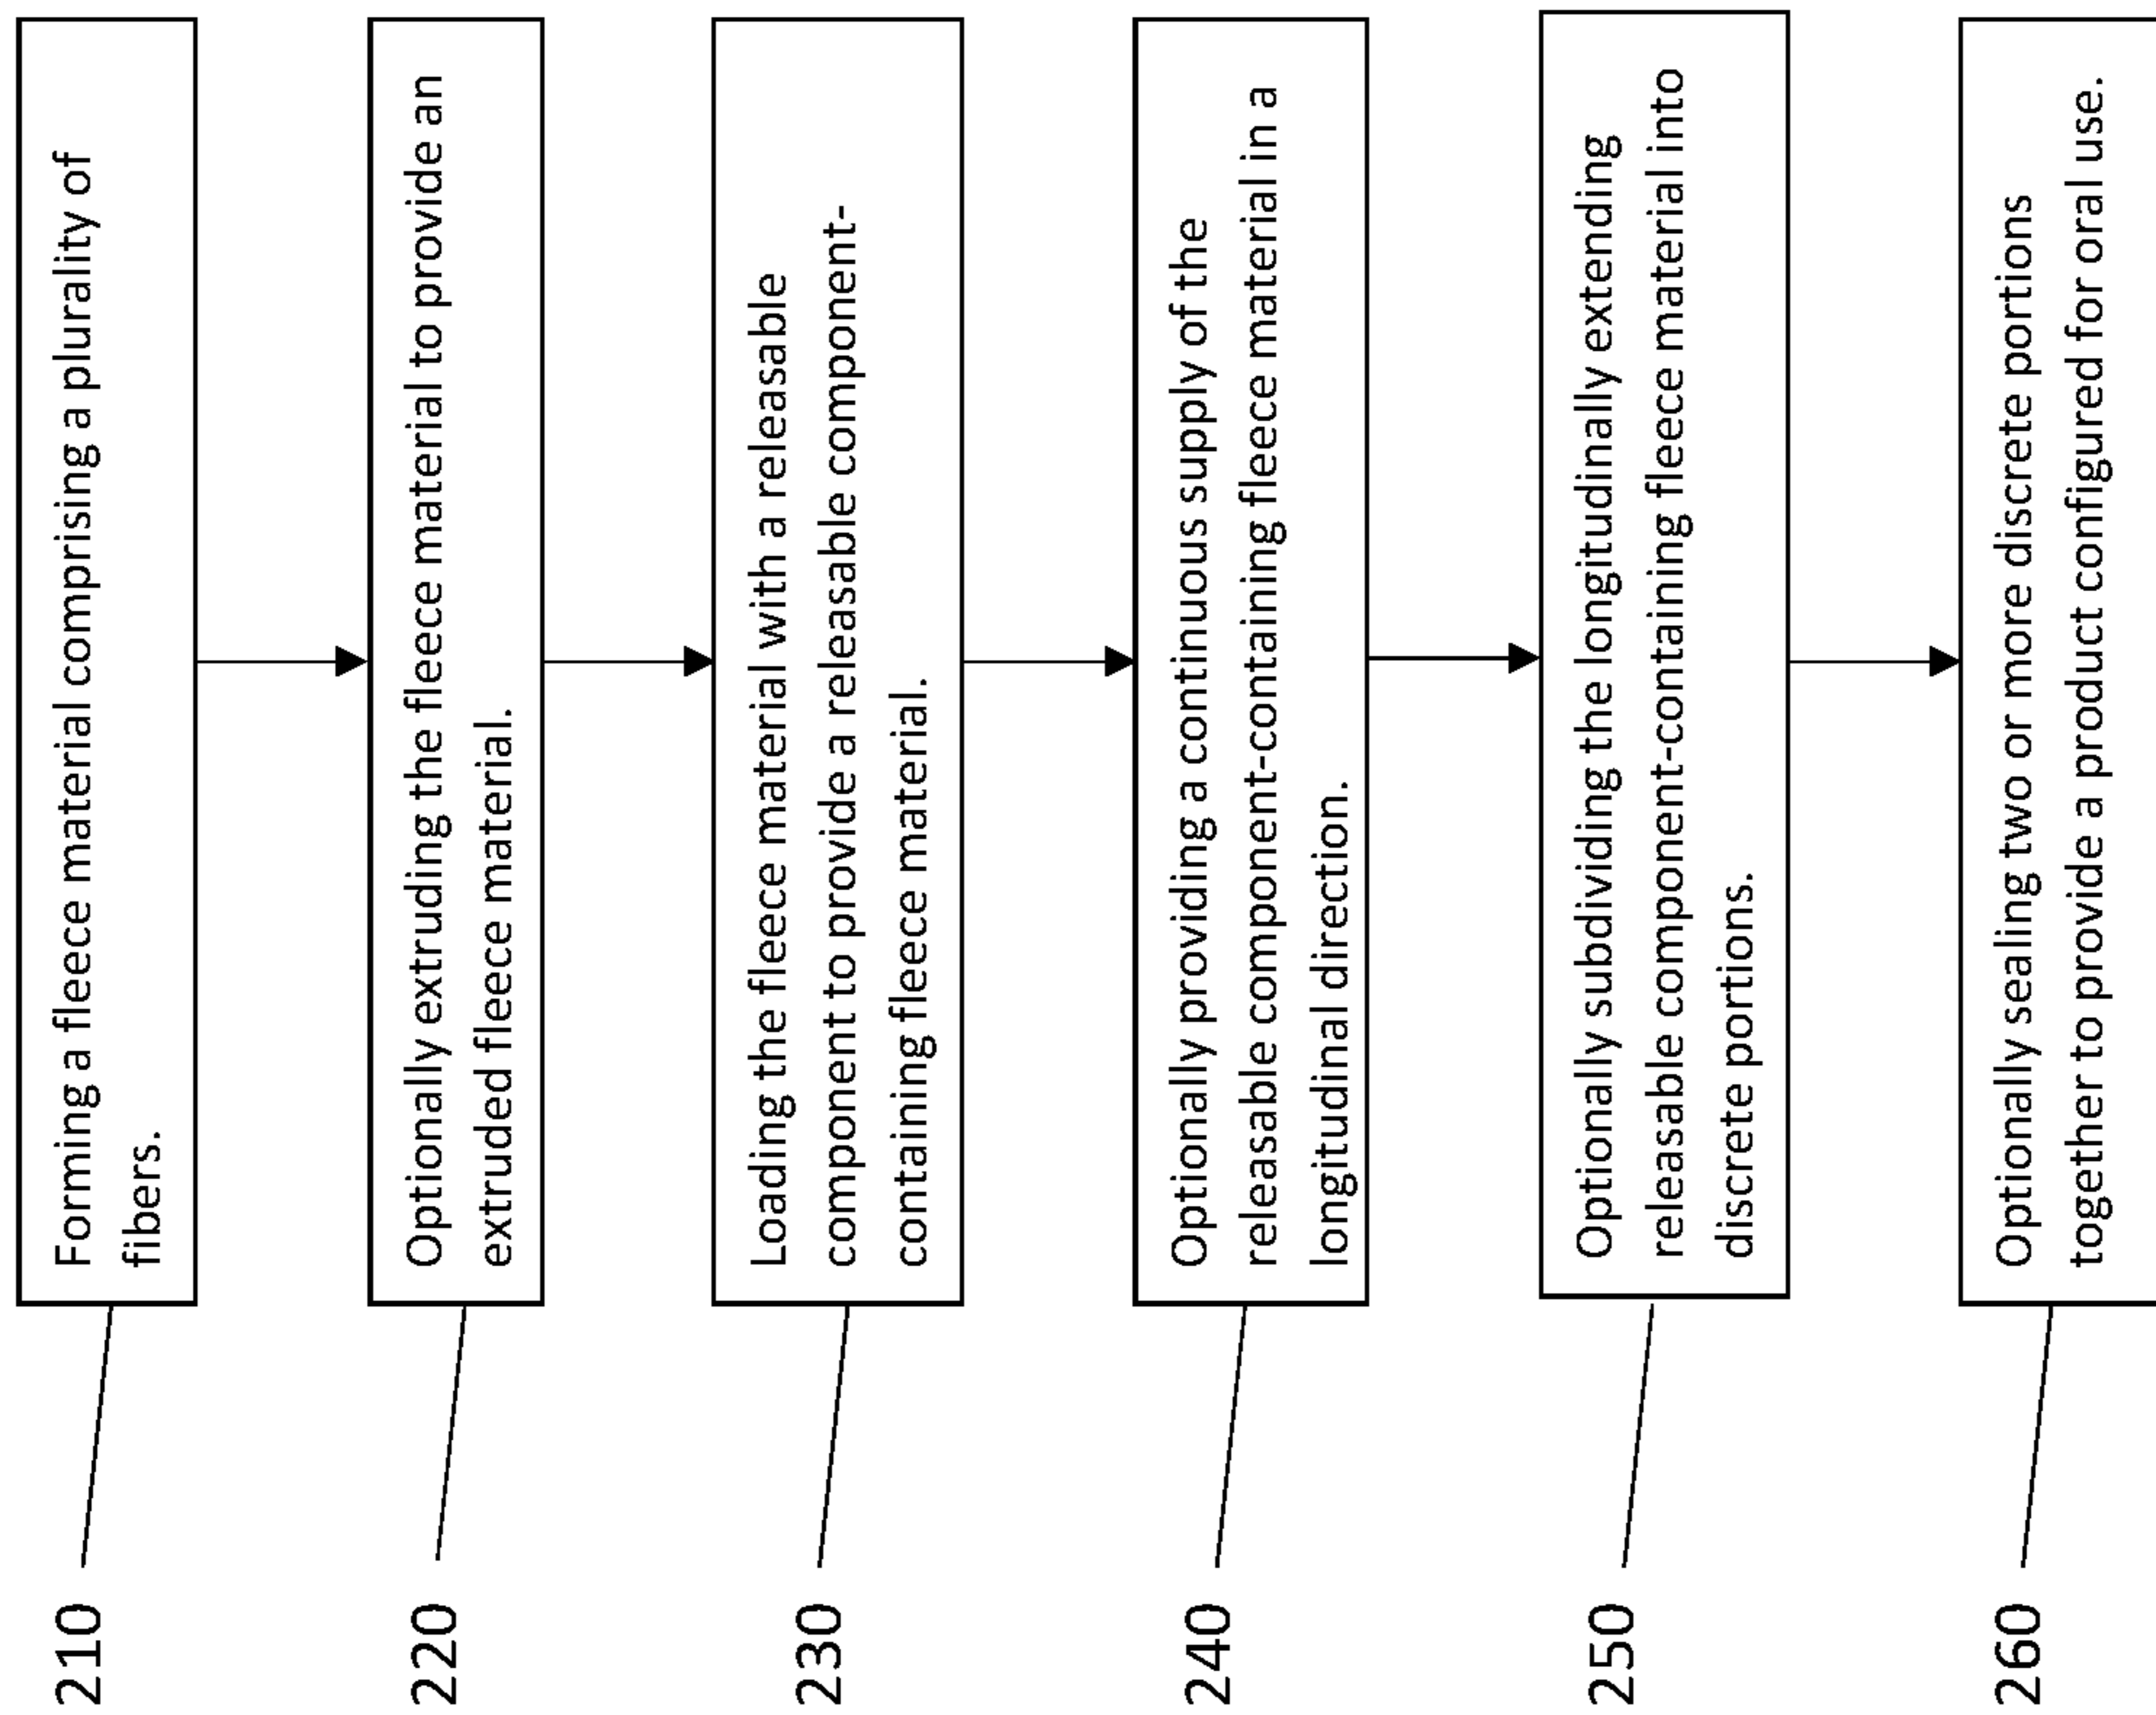 210
Forming a fleece material comprising a plurality of
fibers.
220
Optionally extruding the fleece material to provide an
extruded fleece material.
230
Loading the fleece material with a releasable
component to provide a releasable component-
containing fleece material.
240
Optionally providing a continuous supply of the
releasable component-containing fleece material in a
longitudinal direction.
250
Optionally subdividing the longitudinally extending
releasable component-containing fleece material into
discrete portions.
260
Optionally sealing two or more discrete portions
together to provide a product configured for oral use.